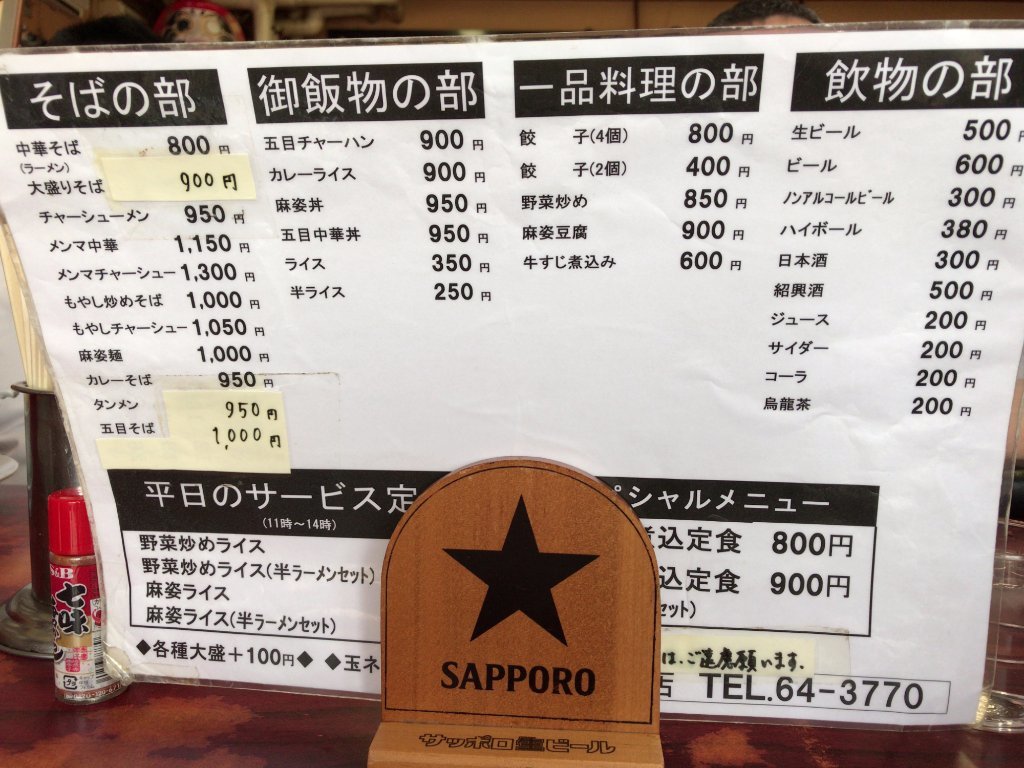 そばの部
中華そば 800円
(ラーメン)
大盛りそば 900円
チャーシューメン 950円
メンマ中華 1,150円
メンマチャーシュー 1,300円
もやし炒めそば 1,000円
もやしチャーシュー 1,050円
麻姿麺 1,000円
カレーそば 950円
タンメン 950円
五目そば 1,000円
御飯物の部
五目チャーハン 900円
カレーライス 900円
麻姿丼 950円
五目中華丼 950円
ライス 350円
半ライス 250円
一品料理の部
餃 子(4個) 800円
餃 子(2個) 400円
野菜炒め 850円
麻姿豆腐 900円
牛すじ煮込み 600円
飲物の部
生ビール 500円
ビール 600円
ノンアルコールビール 300円
ハイボール 380円
日本酒 300円
紹興酒 500円
ジュース 200円
サイダー 200円
コーラ 200円
烏龍茶 200円
平日のサービス定
(11時～14時)
野菜炒めライス
野菜炒めライス(半ラーメンセット)
麻姿ライス
麻姿ライス(半ラーメンセット)
シャルメニュー
込定食 800円
込定食 900円
セット)
◆各種大盛＋100円◆ ◆玉ネ
は、ご遠慮願います。
店 TEL.64-3770
S&B
七味
SAPPORO
サッポロ生ビール